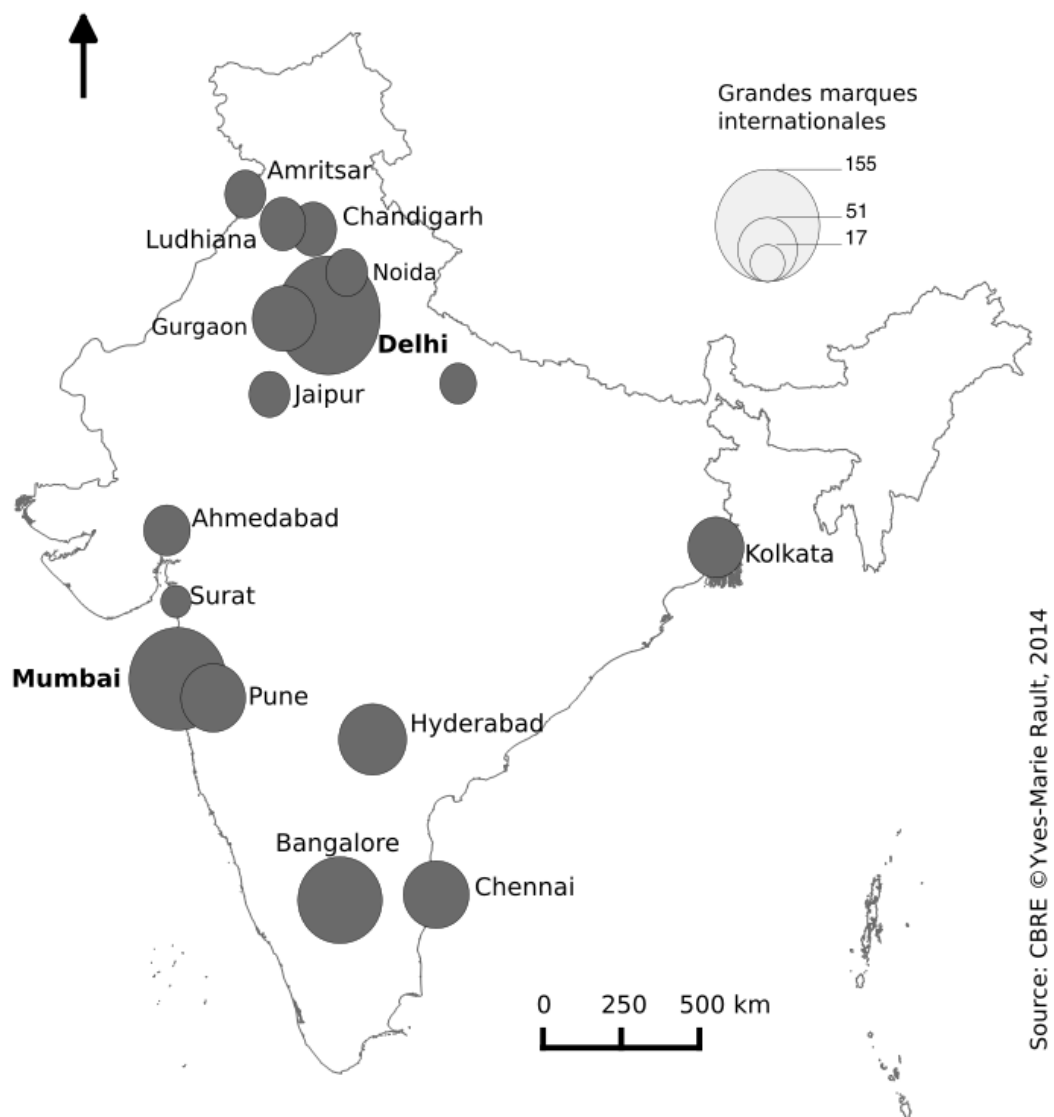 Grandes marques
internationales
155
51
17
Amritsar
Chandigarh
Ludhiana
Noida
Gurgaon
Delhi
Jaipur
Ahmedabad
Kolkata
Surat
Mumbai
Pune
Hyderabad
Bangalore
Chennai
0 250 500 km
Source: CBRE ©Yves-Marie Rault, 2014